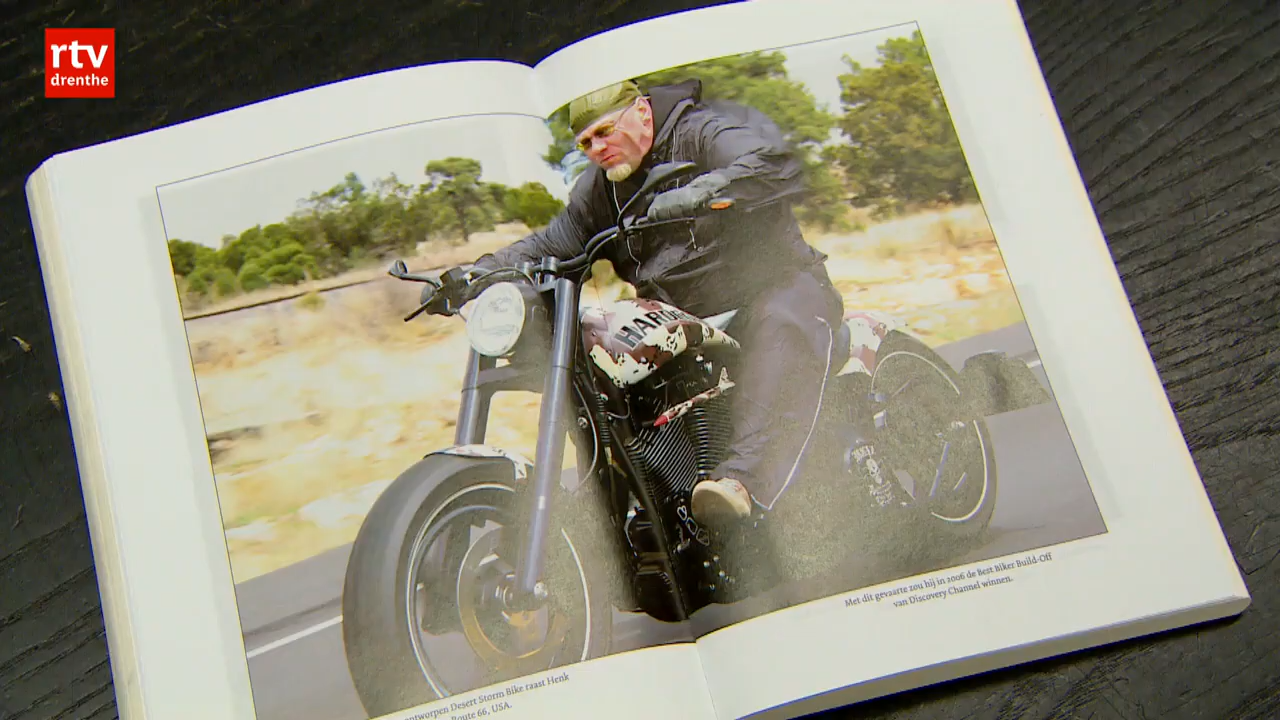 rtv
drenthe
HARD
Met dit gevaarte zou hij in 2006 de Best Biker Build-Off
van Discovery Channel winnen.
ontworpen Desert Storm Bike raast Henk
Route 66, USA.